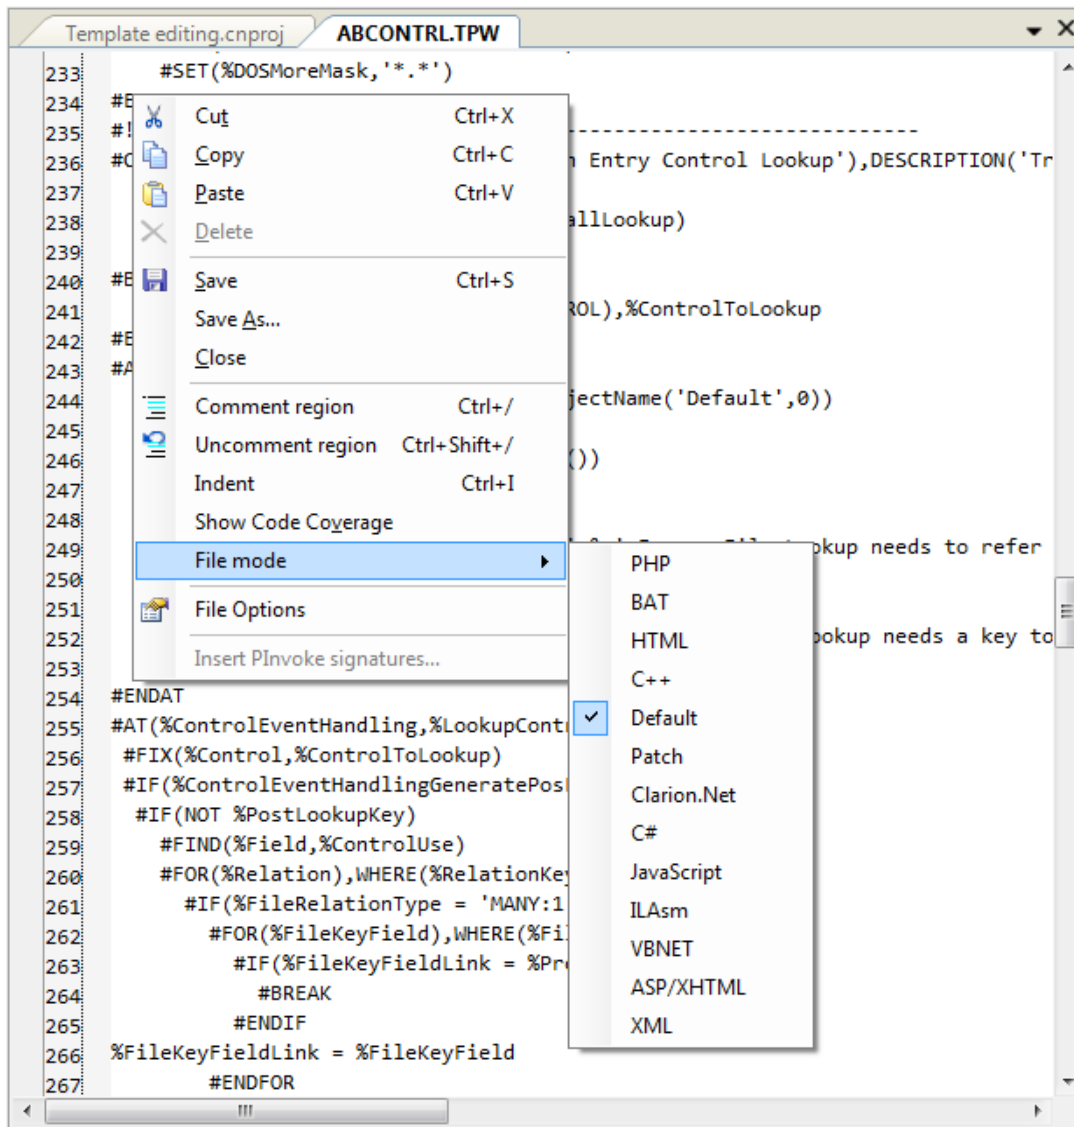 Template editing.cnproj ABCONTRL.TPW
233 #SET(%DOSMoreMask,'*.*')
234
235 #! -----------------------------
236 Entry Control Lookup'),DESCRIPTION('Tr
237
238 allLookup)
239
240
241 ROL),%ControlToLookup
242
243
244 jectName('Default',0))
245
246 ())
247
248
249 okup needs to refer
250
251
252 ookup needs a key to
253
254 #ENDAT
255 #AT(%ControlEventHandling,%LookupContr
256 #FIX(%Control,%ControlToLookup)
257 #IF(%ControlEventHandlingGeneratePos
258 #IF(NOT %PostLookupKey)
259 #FIND(%Field,%ControlUse)
260 #FOR(%Relation),WHERE(%RelationKey
261 #IF(%FileRelationType = 'MANY:1
262 #FOR(%FileKeyField),WHERE(%Fil
263 #IF(%FileKeyFieldLink = %Pr
264 #BREAK
265 #ENDIF
266 %FileKeyFieldLink = %FileKeyField
267 #ENDFOR
Cut Ctrl+X
Copy Ctrl+C
Paste Ctrl+V
Delete
Save Ctrl+S
Save As...
Close
Comment region Ctrl+/
Uncomment region Ctrl+Shift+/
Indent Ctrl+I
Show Code Coverage
File mode
File Options
Insert PInvoke signatures...
PHP
BAT
HTML
C++
Default
Patch
Clarion.Net
C#
JavaScript
ILAsm
VBNET
ASP/XHTML
XML